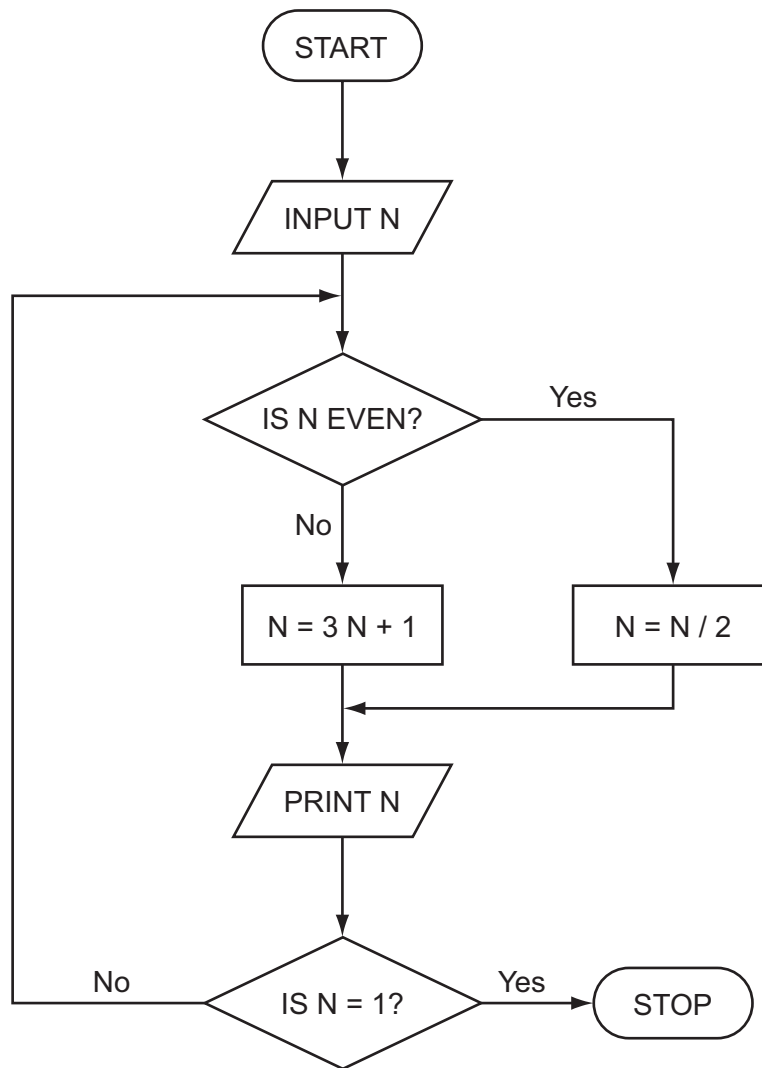 START
INPUT N
IS N EVEN?
Yes
No
N = 3 N + 1
N = N / 2
PRINT N
No
IS N = 1?
Yes
STOP